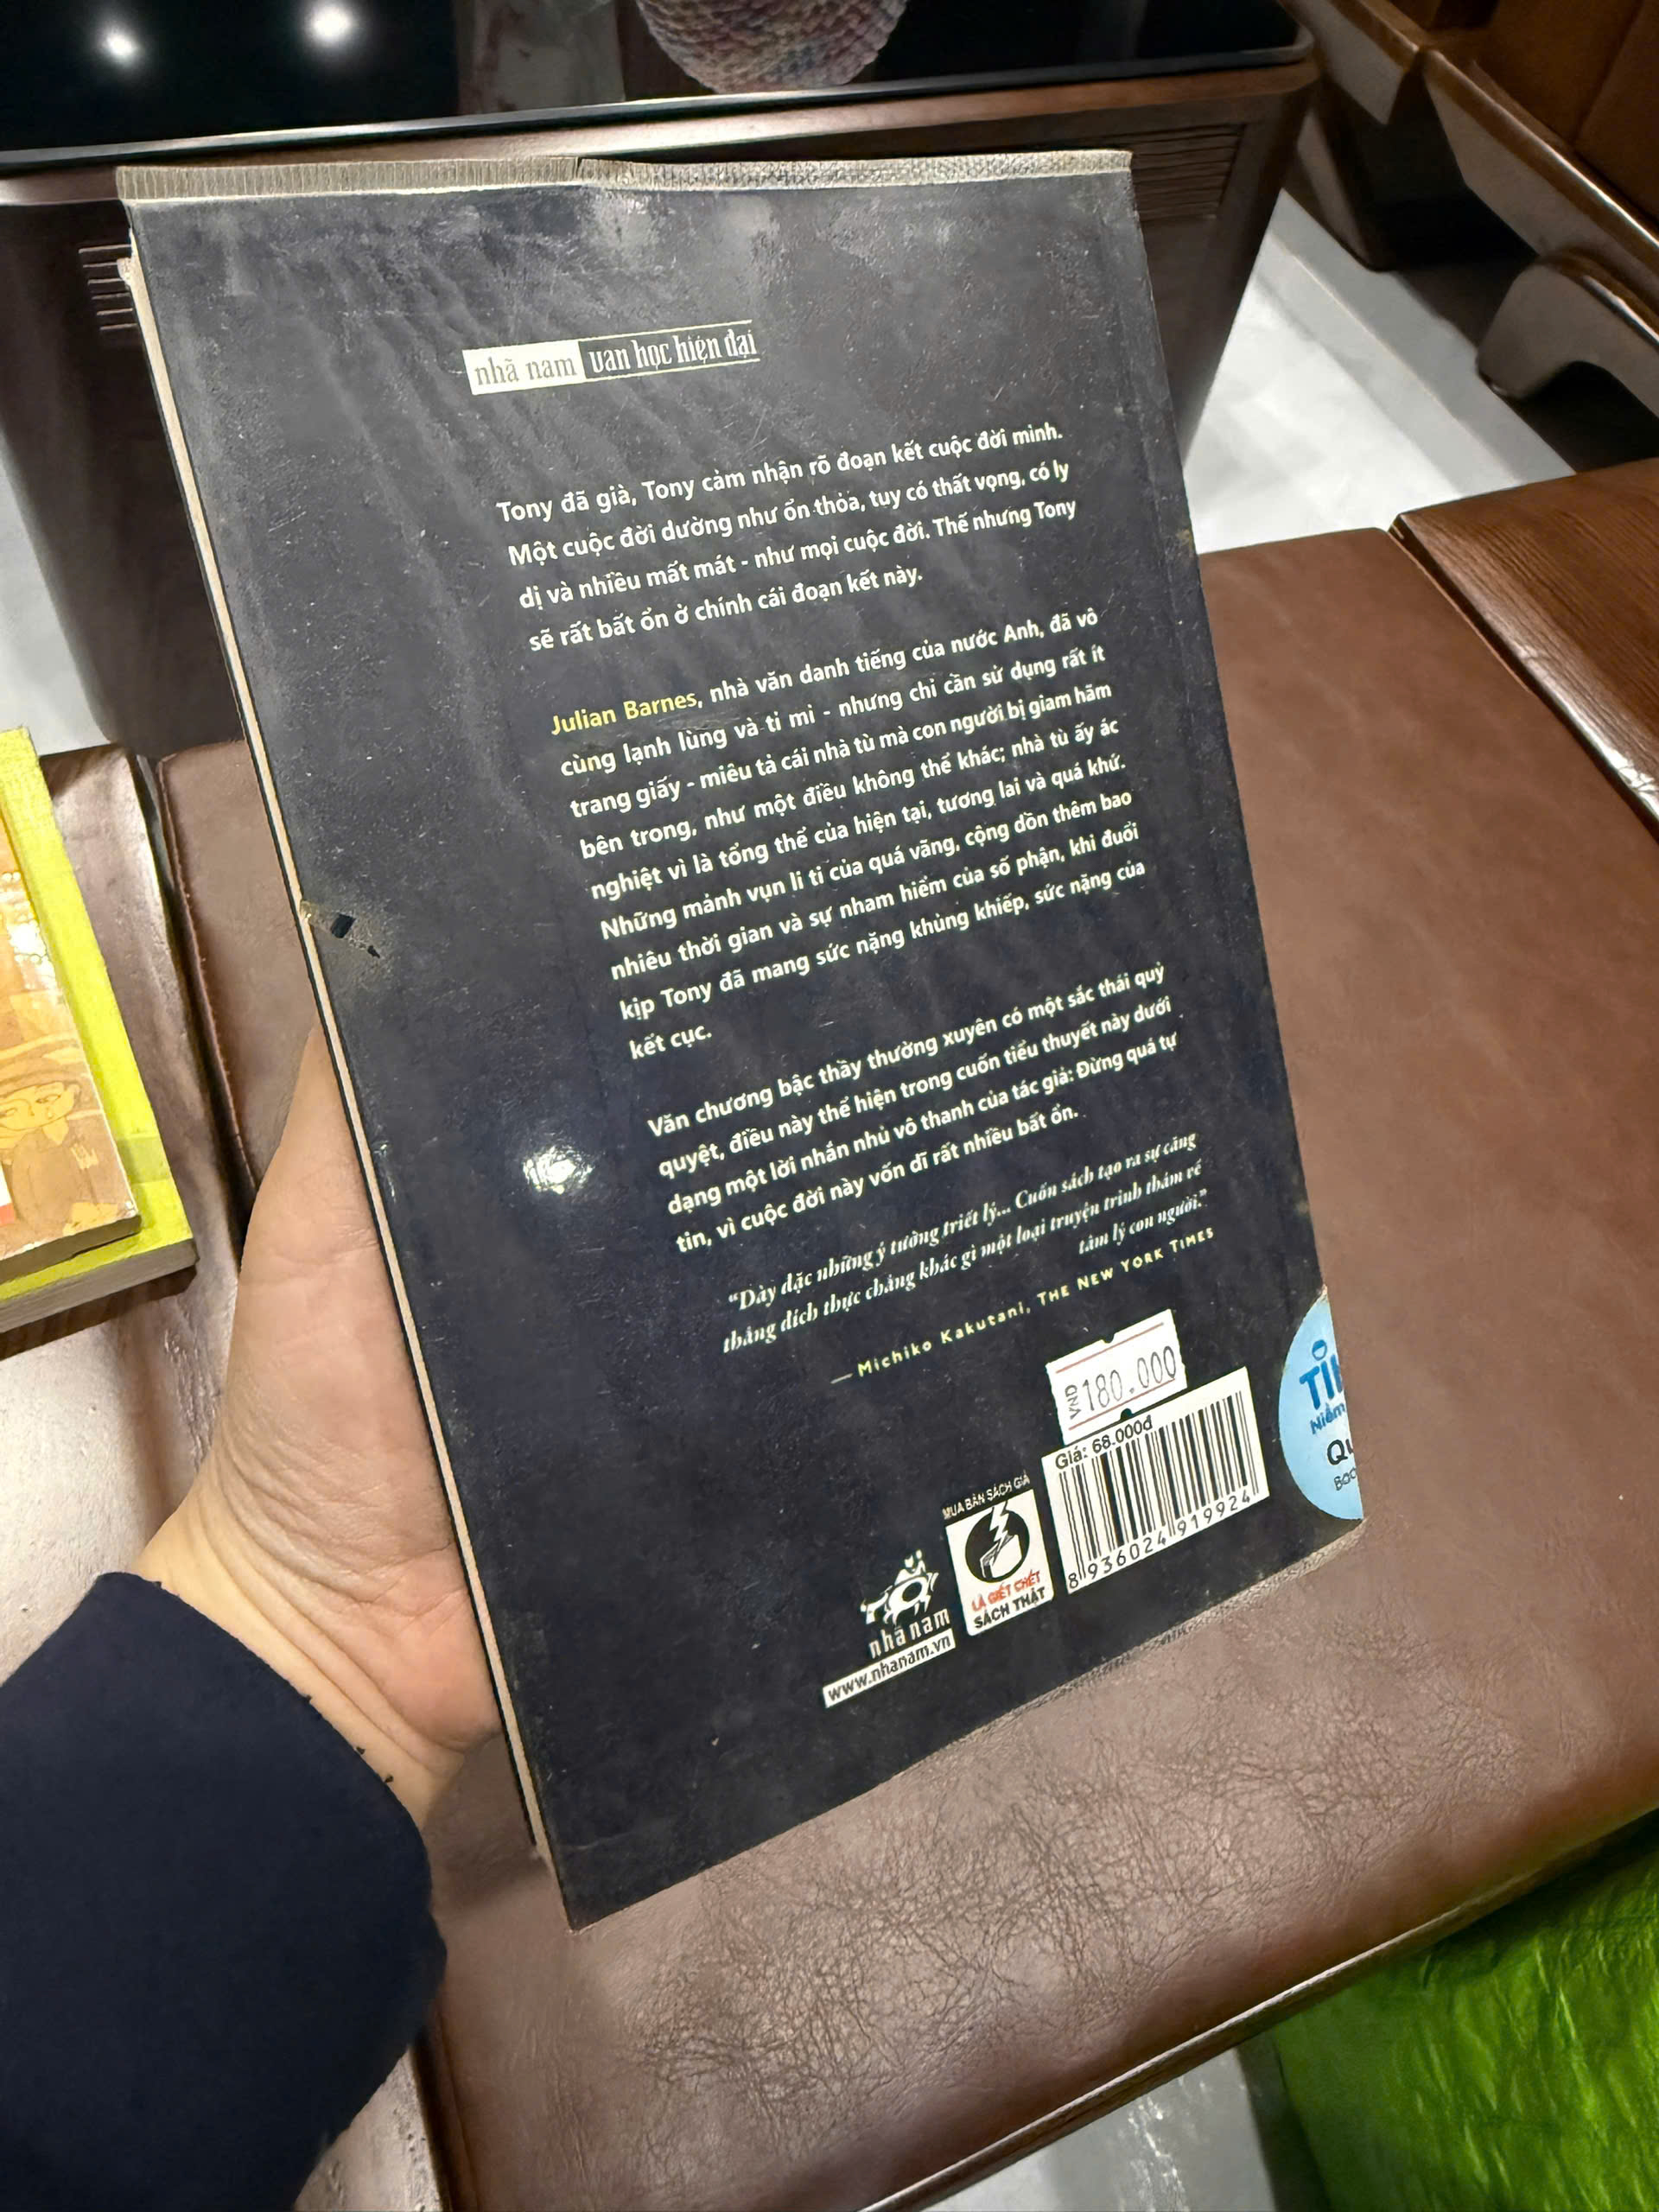 nhã nam văn học hiện đại
Tony đã già, Tony cảm nhận rõ đoạn kết cuộc đời mình.
Một cuộc đời dường như ổn thỏa, tuy có thất vọng, có ly
dị và nhiều mất mát - như mọi cuộc đời. Thế nhưng Tony
sẽ rất bất ổn ở chính cái đoạn kết này.
Julian Barnes, nhà văn danh tiếng của nước Anh, đã vô
cùng lạnh lùng và tỉ mỉ - nhưng chỉ cần sử dụng rất ít
trang giấy - miêu tả cái nhà tù mà con người bị giam hãm
bên trong, như một điều không thể khác; nhà tù ấy ác
nghiệt vì là tổng thể của hiện tại, tương lai và quá khứ.
Những mảnh vụn li ti của quá vãng, cộng dồn thêm bao
nhiêu thời gian và sự nham hiểm của số phận, khi đuổi
kịp Tony đã mang sức nặng khủng khiếp, sức nặng của
kết cục.
Văn chương bậc thầy thường xuyên có một sắc thái quỷ
quyệt, điều này thể hiện trong cuốn tiểu thuyết này dưới
dạng một lời nhắn nhủ vô thanh của tác giả: Đừng quá tự
tin, vì cuộc đời này vốn dĩ rất nhiều bất ổn.
“Dày đặc những ý tưởng triết lý... Cuốn sách tạo ra sự căng
thẳng đích thực chẳng khác gì một loại truyện trinh thám về
tâm lý con người.”
— Michiko Kakutani, THE NEW YORK TIMES
VND 180.000
Giá: 68.000đ
8 936024 919924
MUA BÁN SÁCH GIẢ
LÀ GIẾT CHẾT
SÁCH THẬT
nhã nam
www.nhanam.vn
Niềm